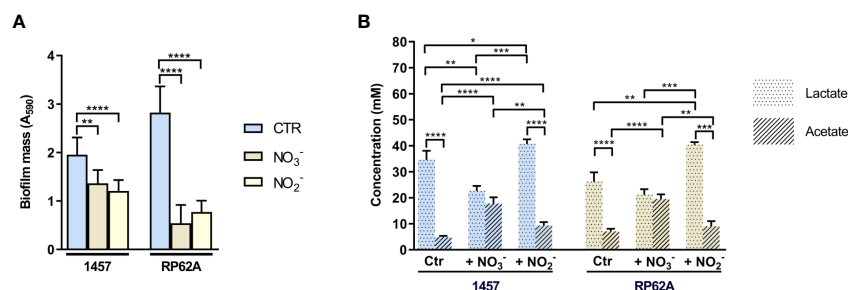 A
Biofilm mass (A₅₉₀)
4
3
2
1
0
****
**
****
****
1457
RP62A
CTR
NO₃⁻
NO₂⁻
B
Concentration (mM)
80
70
60
50
40
30
20
10
0
*
***
**
****
****
**
****
****
***
**
**
****
****
***
Ctr
+ NO₃⁻
+ NO₂⁻
Ctr
+ NO₃⁻
+ NO₂⁻
1457
RP62A
Lactate
Acetate